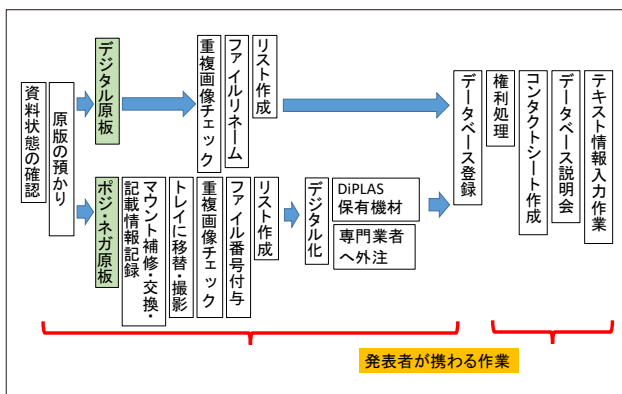 資料状態の確認
原版の預かり
デジタル原板
重複画像チェック
ファイルリネーム
リスト作成
ポジ・ネガ原板
マウント補修・交換・
記載情報記録
トレイに移替・撮影
重複画像チェック
ファイル番号付与
リスト作成
デジタル化
DiPLAS
保有機材
専門業者
へ外注
データベース登録
権利処理
コンタクトシート作成
データベース説明会
テキスト情報入力作業
発表者が携わる作業